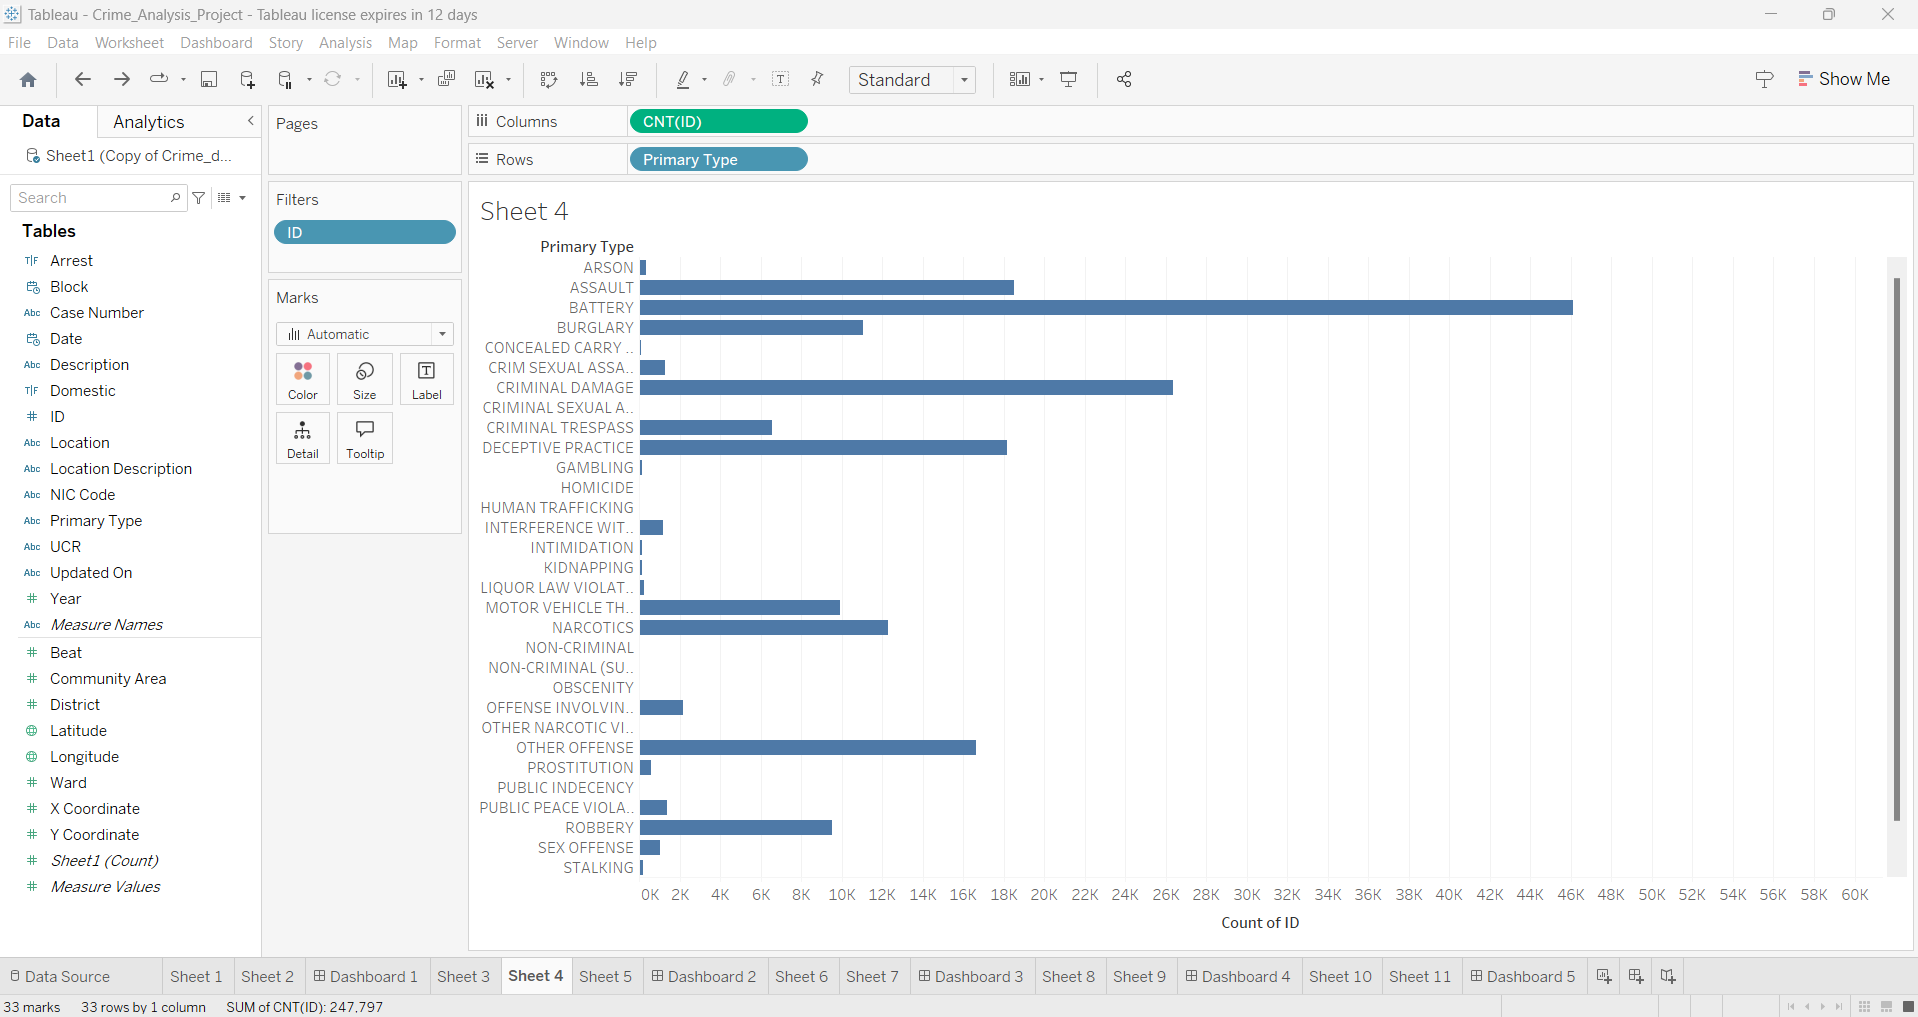 Tableau - Crime_Analysis_Project - Tableau license expires in 12 days
File Data Worksheet Dashboard Story Analysis Map Format Server Window Help
Standard
Show Me
Data
Analytics
Sheet1 (Copy of Crime_d...
Search
Tables
T|F Arrest
Block
Abc Case Number
Date
Abc Description
T|F Domestic
# ID
Abc Location
Abc Location Description
Abc NIC Code
Abc Primary Type
Abc UCR
Abc Updated On
# Year
Abc Measure Names
# Beat
# Community Area
# District
Latitude
Longitude
# Ward
# X Coordinate
# Y Coordinate
# Sheet1 (Count)
# Measure Values
Pages
Filters
ID
Marks
Automatic
Color Size Label
Detail Tooltip
Columns CNT(ID)
Rows Primary Type
Sheet 4
Primary Type
ARSON
ASSAULT
BATTERY
BURGLARY
CONCEALED CARRY ..
CRIM SEXUAL ASSA..
CRIMINAL DAMAGE
CRIMINAL SEXUAL A..
CRIMINAL TRESPASS
DECEPTIVE PRACTICE
GAMBLING
HOMICIDE
HUMAN TRAFFICKING
INTERFERENCE WIT..
INTIMIDATION
KIDNAPPING
LIQUOR LAW VIOLAT..
MOTOR VEHICLE TH..
NARCOTICS
NON-CRIMINAL
NON-CRIMINAL (SU..
OBSCENITY
OFFENSE INVOLVIN..
OTHER NARCOTIC VI..
OTHER OFFENSE
PROSTITUTION
PUBLIC INDECENCY
PUBLIC PEACE VIOLA..
ROBBERY
SEX OFFENSE
STALKING
0K 2K 4K 6K 8K 10K 12K 14K 16K 18K 20K 22K 24K 26K 28K 30K 32K 34K 36K 38K 40K 42K 44K 46K 48K 50K 52K 54K 56K 58K 60K
Count of ID
Data Source Sheet 1 Sheet 2 Dashboard 1 Sheet 3 Sheet 4 Sheet 5 Dashboard 2 Sheet 6 Sheet 7 Dashboard 3 Sheet 8 Sheet 9 Dashboard 4 Sheet 10 Sheet 11 Dashboard 5
33 marks 33 rows by 1 column SUM of CNT(ID): 247,797